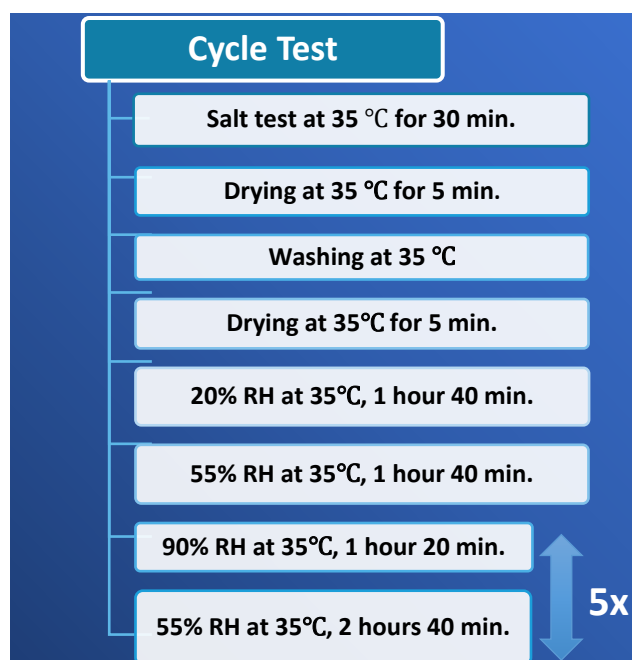 Cycle Test
Salt test at 35 ℃ for 30 min.
Drying at 35 ℃ for 5 min.
Washing at 35 ℃
Drying at 35℃ for 5 min.
20% RH at 35℃, 1 hour 40 min.
55% RH at 35℃, 1 hour 40 min.
90% RH at 35℃, 1 hour 20 min.
5x
55% RH at 35℃, 2 hours 40 min.